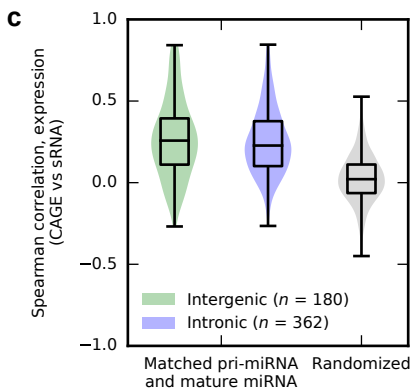 c
Spearman correlation, expression
(CAGE vs sRNA)
1.0
0.5
0.0
−0.5
−1.0
Intergenic (n = 180)
Intronic (n = 362)
Matched pri-miRNA
and mature miRNA
Randomized